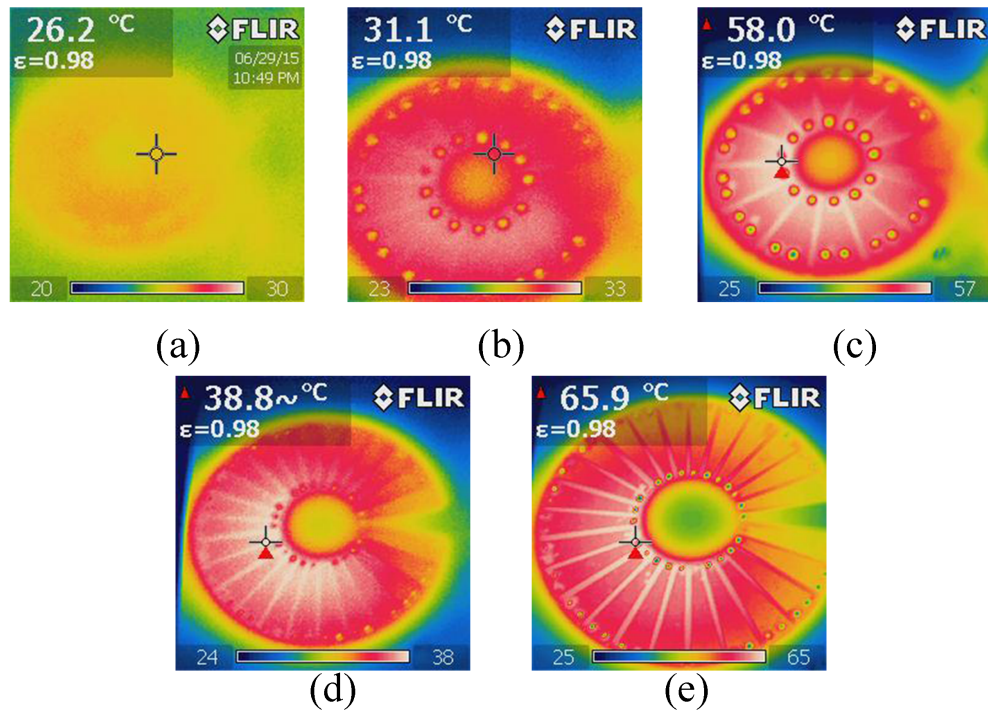 26.2 °C FLIR
ε=0.98 06/29/15
10:49 PM
20 30
(a)
31.1 °C FLIR
ε=0.98
23 33
(b)
58.0 °C FLIR
ε=0.98
25 57
(c)
38.8~ °C FLIR
ε=0.98
24 38
(d)
65.9 °C FLIR
ε=0.98
25 65
(e)